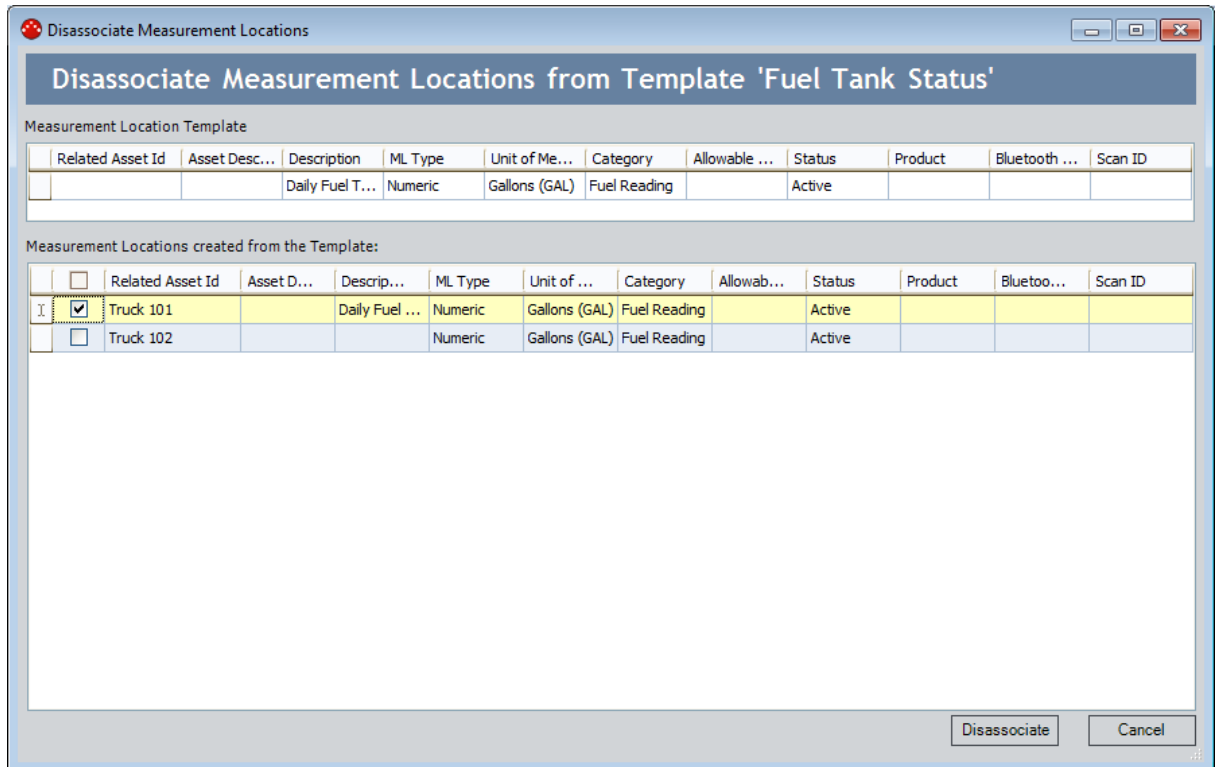 Disassociate Measurement Locations
Disassociate Measurement Locations from Template 'Fuel Tank Status'
Measurement Location Template
Related Asset Id Asset Desc... Description ML Type Unit of Me... Category Allowable ... Status Product Bluetooth ... Scan ID
Daily Fuel T... Numeric Gallons (GAL) Fuel Reading Active
Measurement Locations created from the Template:
Related Asset Id Asset D... Descrip... ML Type Unit of ... Category Allowab... Status Product Bluetoo... Scan ID
Truck 101 Daily Fuel ... Numeric Gallons (GAL) Fuel Reading Active
Truck 102 Numeric Gallons (GAL) Fuel Reading Active
Disassociate Cancel